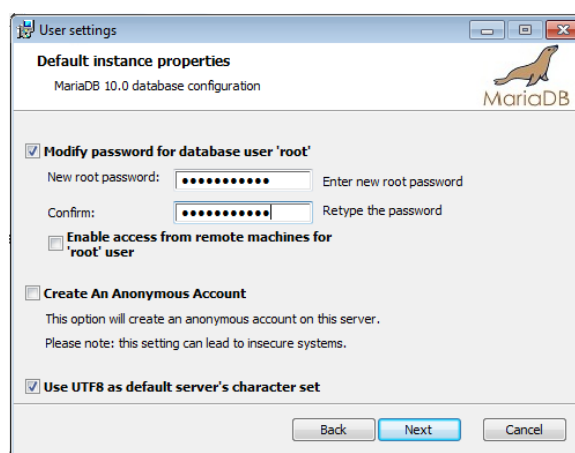 User settings
Default instance properties
MariaDB 10.0 database configuration
MariaDB
Modify password for database user 'root'
New root password: ●●●●●●●●●●● Enter new root password
Confirm: ●●●●●●●●●●● Retype the password
Enable access from remote machines for
'root' user
Create An Anonymous Account
This option will create an anonymous account on this server.
Please note: this setting can lead to insecure systems.
Use UTF8 as default server's character set
Back Next Cancel